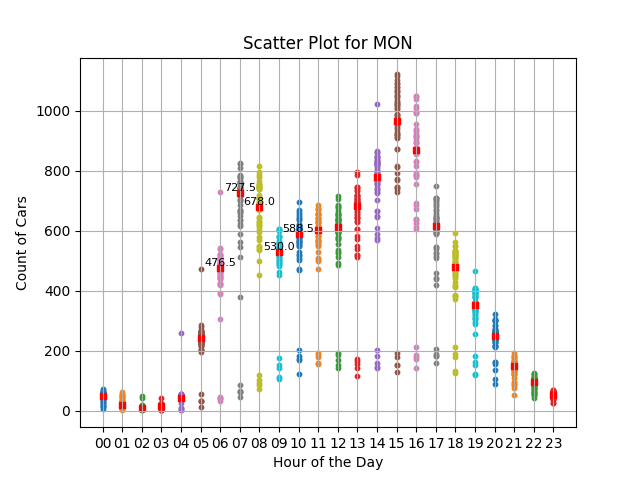 Scatter Plot for MON
Count of Cars
1000
800
600
400
200
0
727.5
678.0
588.5
530.0
476.5
00 01 02 03 04 05 06 07 08 09 10 11 12 13 14 15 16 17 18 19 20 21 22 23
Hour of the Day